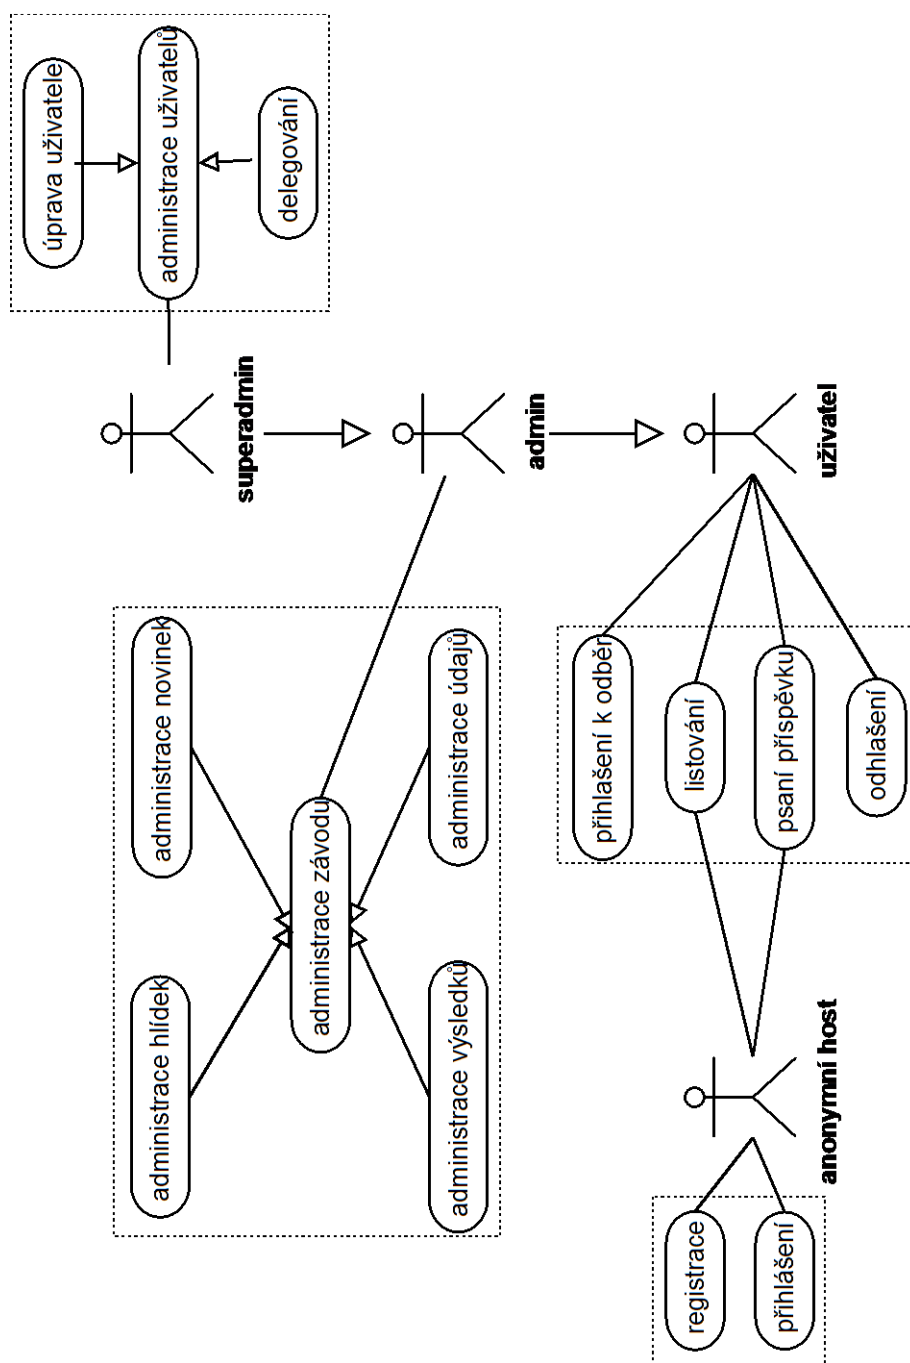 úprava uživatele
administrace hlídek
administrace novinek
administrace uživatelů
superadmin
delegování
administrace závodu
administrace výsledků
administrace údajů
admin
přihlašení k odběr
registrace
listování
přihlášení
psaní příspěvku
anonymní host
uživatel
odhlašení